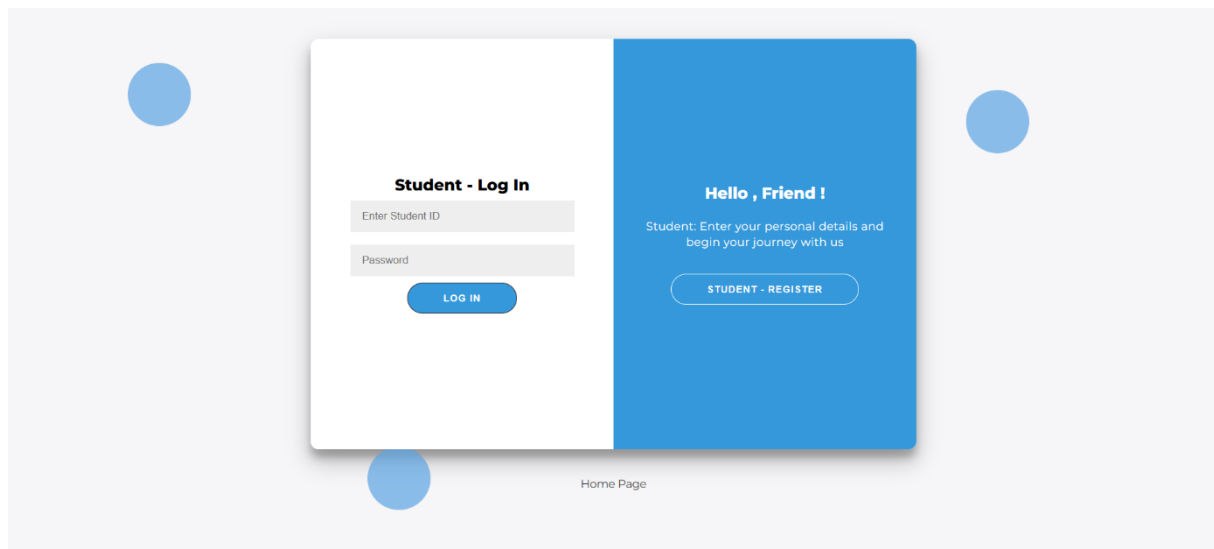 Student - Log In
Enter Student ID
Password
LOG IN
Hello , Friend !
Student: Enter your personal details and
begin your journey with us
STUDENT - REGISTER
Home Page